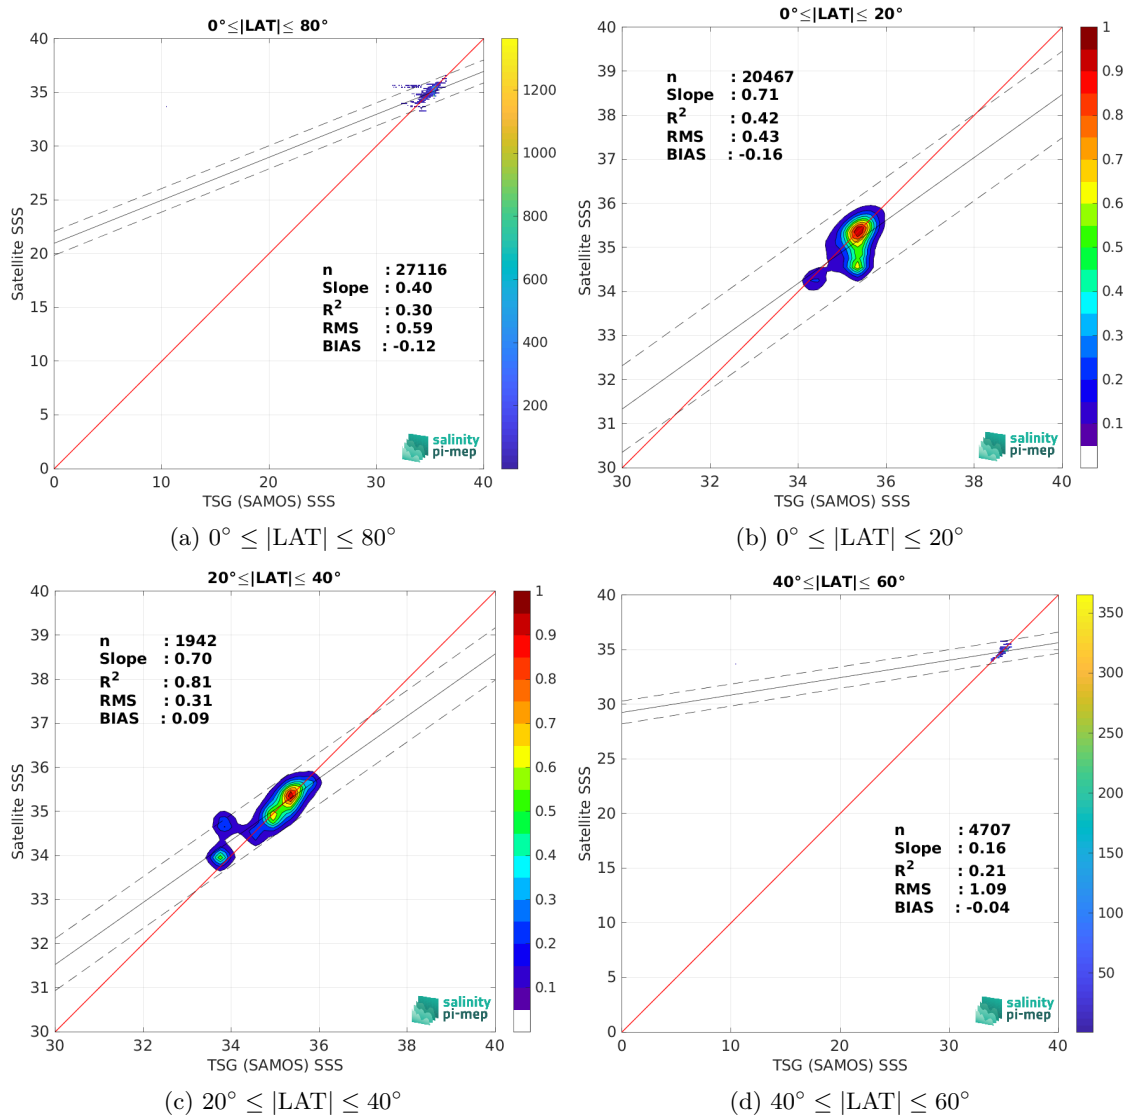 0°≤|LAT|≤ 80°
40
35
30
25
20
15
10
5
0
0
10
20
30
40
Satellite SSS
TSG (SAMOS) SSS
n : 27116
Slope : 0.40
R² : 0.30
RMS : 0.59
BIAS : -0.12
1200
1000
800
600
400
200
salinity
pi-mep
(a) 0° ≤ |LAT| ≤ 80°
0°≤|LAT|≤ 20°
40
39
38
37
36
35
34
33
32
31
30
30
32
34
36
38
40
Satellite SSS
TSG (SAMOS) SSS
n : 20467
Slope : 0.71
R² : 0.42
RMS : 0.43
BIAS : -0.16
1
0.9
0.8
0.7
0.6
0.5
0.4
0.3
0.2
0.1
salinity
pi-mep
(b) 0° ≤ |LAT| ≤ 20°
20°≤|LAT|≤ 40°
40
39
38
37
36
35
34
33
32
31
30
30
32
34
36
38
40
Satellite SSS
TSG (SAMOS) SSS
n : 1942
Slope : 0.70
R² : 0.81
RMS : 0.31
BIAS : 0.09
1
0.9
0.8
0.7
0.6
0.5
0.4
0.3
0.2
0.1
salinity
pi-mep
(c) 20° ≤ |LAT| ≤ 40°
40°≤|LAT|≤ 60°
40
35
30
25
20
15
10
5
0
0
10
20
30
40
Satellite SSS
TSG (SAMOS) SSS
n : 4707
Slope : 0.16
R² : 0.21
RMS : 1.09
BIAS : -0.04
350
300
250
200
150
100
50
salinity
pi-mep
(d) 40° ≤ |LAT| ≤ 60°